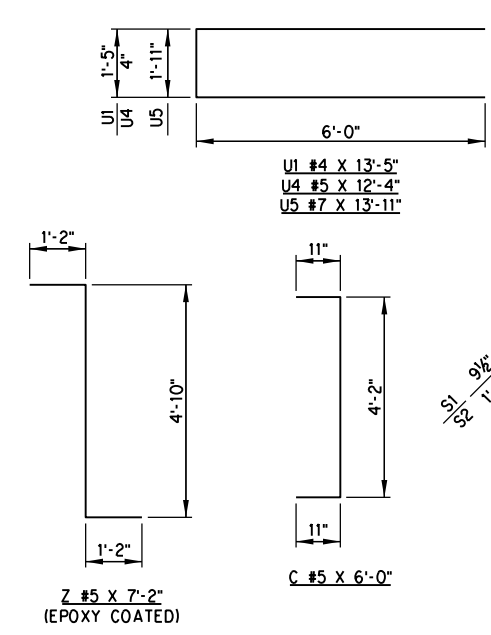 1'-5"
4"
1'-11"
U1
U4
U5
6'-0"
U1 #4 X 13'-5"
U4 #5 X 12'-4"
U5 #7 X 13'-11"
1'-2"
4'-10"
1'-2"
Z #5 X 7'-2"
(EPOXY COATED)
11"
4'-2"
11"
C #5 X 6'-0"
S1
S2
9½"
1'